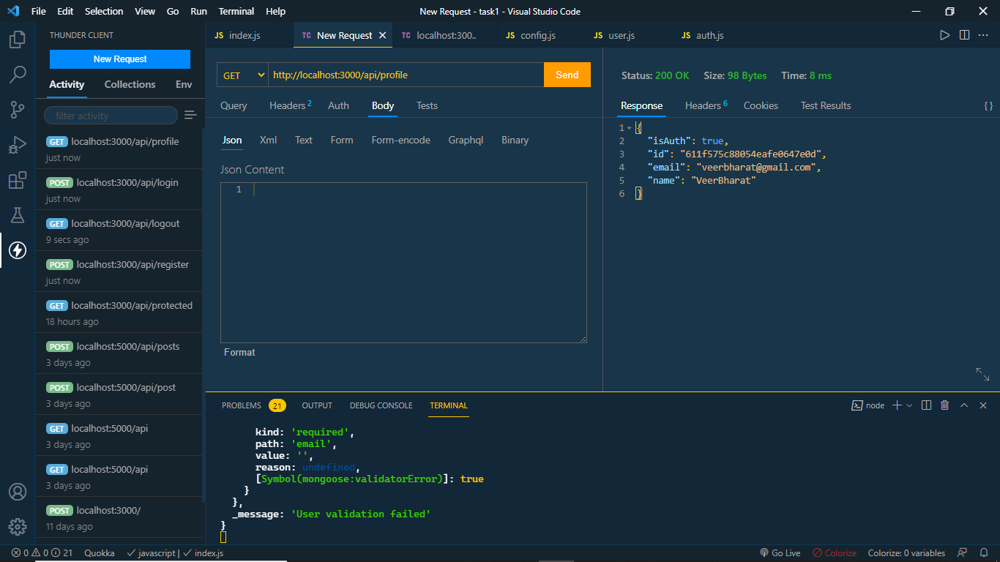 File Edit Selection View Go Run Terminal Help New Request - task1 - Visual Studio Code
THUNDER CLIENT
New Request
Activity Collections Env
filter activity
GET localhost:3000/api/profile
just now
POST localhost:3000/api/login
just now
GET localhost:3000/api/logout
9 secs ago
POST localhost:3000/api/register
just now
GET localhost:3000/api/protected
18 hours ago
POST localhost:5000/api/posts
3 days ago
POST localhost:5000/api/post
3 days ago
GET localhost:5000/api
3 days ago
GET localhost:5000/api
3 days ago
POST localhost:3000/
11 days ago
JS index.js TC New Request TC localhost:300.. JS config.js JS user.js JS auth.js
GET http://localhost:3000/api/profile Send
Query Headers 2 Auth Body Tests
Json Xml Text Form Form-encode Graphql Binary
Json Content
1
Format
Status: 200 OK Size: 98 Bytes Time: 8 ms
Response Headers 6 Cookies Test Results { }
1 {
2 "isAuth": true,
3 "id": "611f575c88054eafe0647e0d",
4 "email": "veerbharat@gmail.com",
5 "name": "VeerBharat"
6 }
PROBLEMS 21 OUTPUT DEBUG CONSOLE TERMINAL node
kind: 'required',
path: 'email',
value: '',
reason: undefined,
[Symbol(mongoose:validatorError)]: true
}
},
_message: 'User validation failed'
}
0 0 21 Quokka javascript | index.js Go Live Colorize Colorize: 0 variables